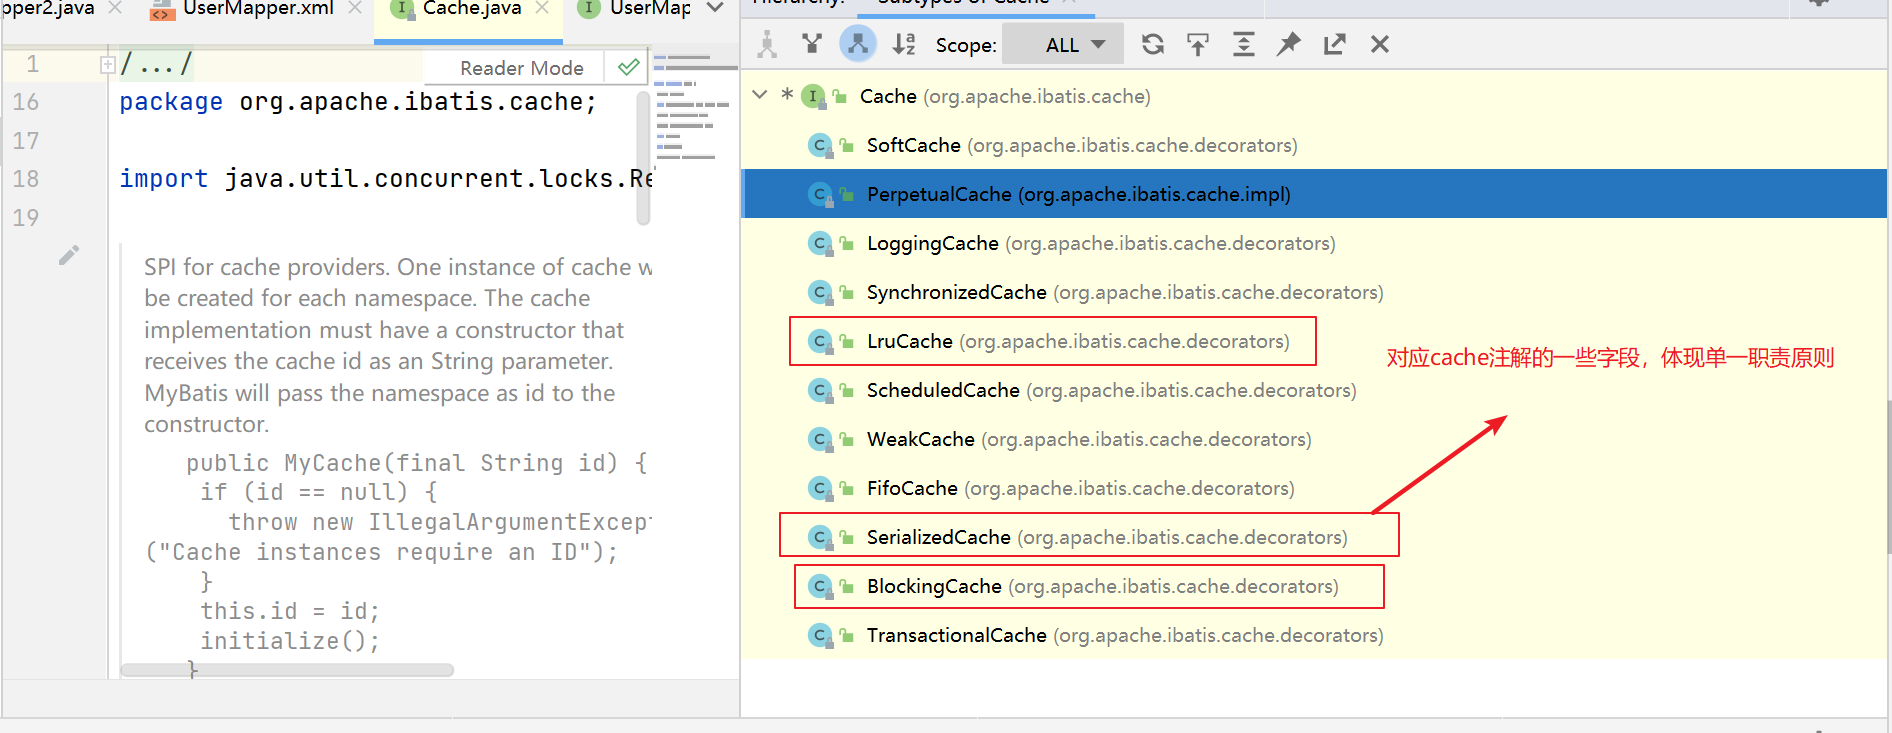 pper2.java
UserMapper.xml
Cache.java
UserMap
Hierarchy:
Subtypes of Cache
Scope:
ALL
1
/.../
Reader Mode
16
package org.apache.ibatis.cache;
17
18
import java.util.concurrent.locks.Re
19
SPI for cache providers. One instance of cache w
be created for each namespace. The cache
implementation must have a constructor that
receives the cache id as an String parameter.
MyBatis will pass the namespace as id to the
constructor.
public MyCache(final String id) {
if (id == null) {
throw new IllegalArgumentExcept
("Cache instances require an ID");
}
this.id = id;
initialize();
}
* Cache (org.apache.ibatis.cache)
SoftCache (org.apache.ibatis.cache.decorators)
PerpetualCache (org.apache.ibatis.cache.impl)
LoggingCache (org.apache.ibatis.cache.decorators)
SynchronizedCache (org.apache.ibatis.cache.decorators)
LruCache (org.apache.ibatis.cache.decorators)
对应cache注解的一些字段，体现单一职责原则
ScheduledCache (org.apache.ibatis.cache.decorators)
WeakCache (org.apache.ibatis.cache.decorators)
FifoCache (org.apache.ibatis.cache.decorators)
SerializedCache (org.apache.ibatis.cache.decorators)
BlockingCache (org.apache.ibatis.cache.decorators)
TransactionalCache (org.apache.ibatis.cache.decorators)